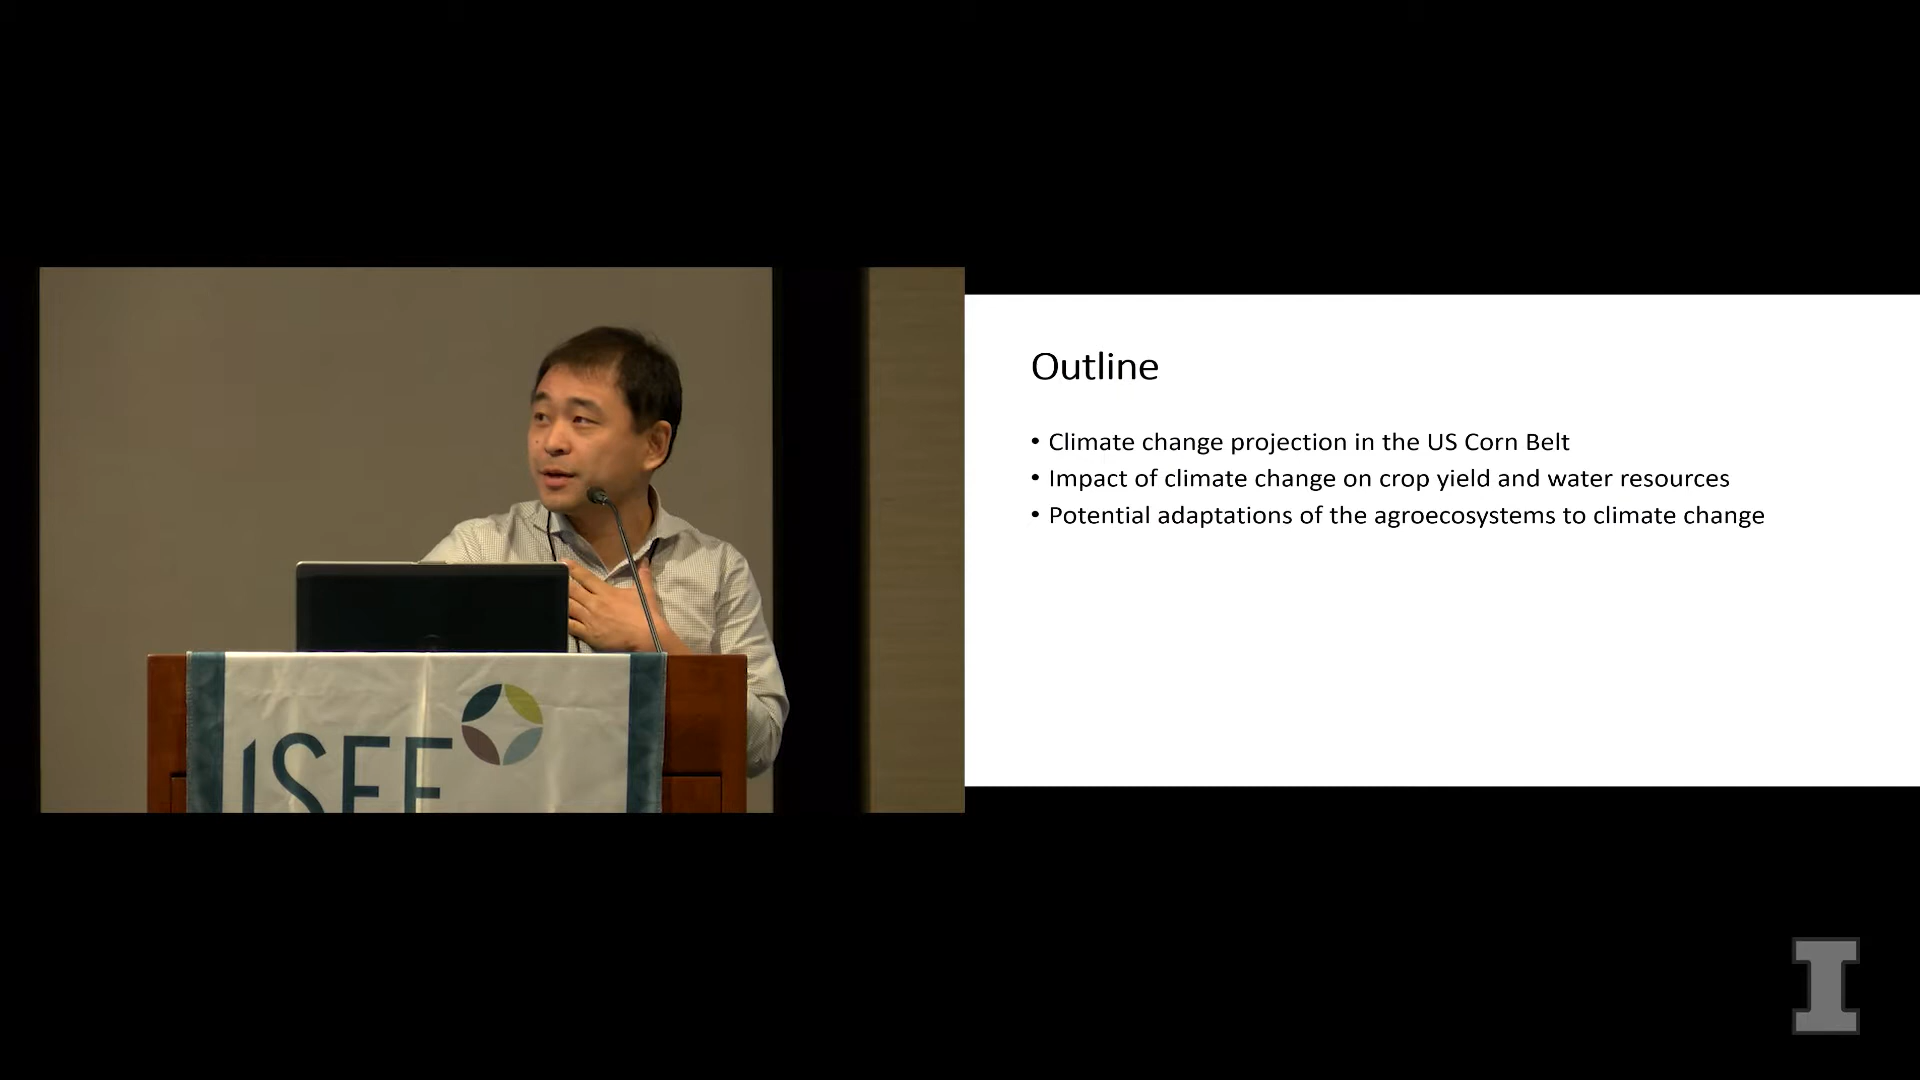 Outline
• Climate change projection in the US Corn Belt
• Impact of climate change on crop yield and water resources
• Potential adaptations of the agroecosystems to climate change
iSEE
I